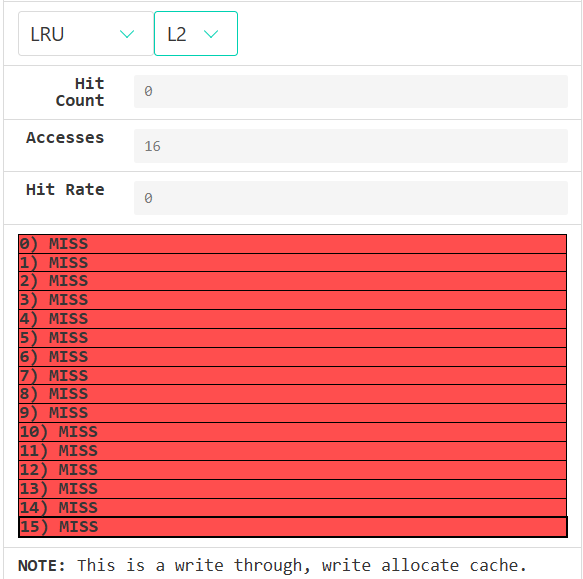 LRU L2
Hit
Count
0
Accesses
16
Hit Rate
0
0) MISS
1) MISS
2) MISS
3) MISS
4) MISS
5) MISS
6) MISS
7) MISS
8) MISS
9) MISS
10) MISS
11) MISS
12) MISS
13) MISS
14) MISS
15) MISS
NOTE: This is a write through, write allocate cache.